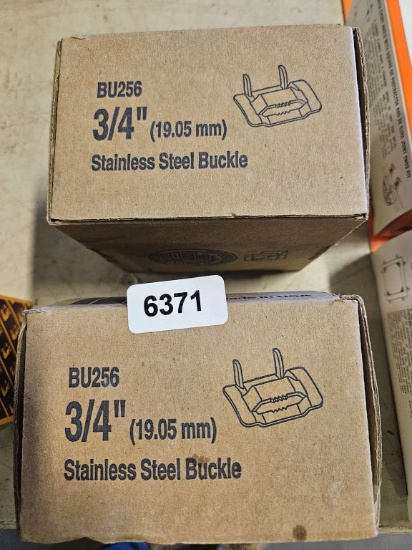 BU256
3/4" (19.05 mm)
Stainless Steel Buckle
6371
BU256
3/4" (19.05 mm)
Stainless Steel Buckle